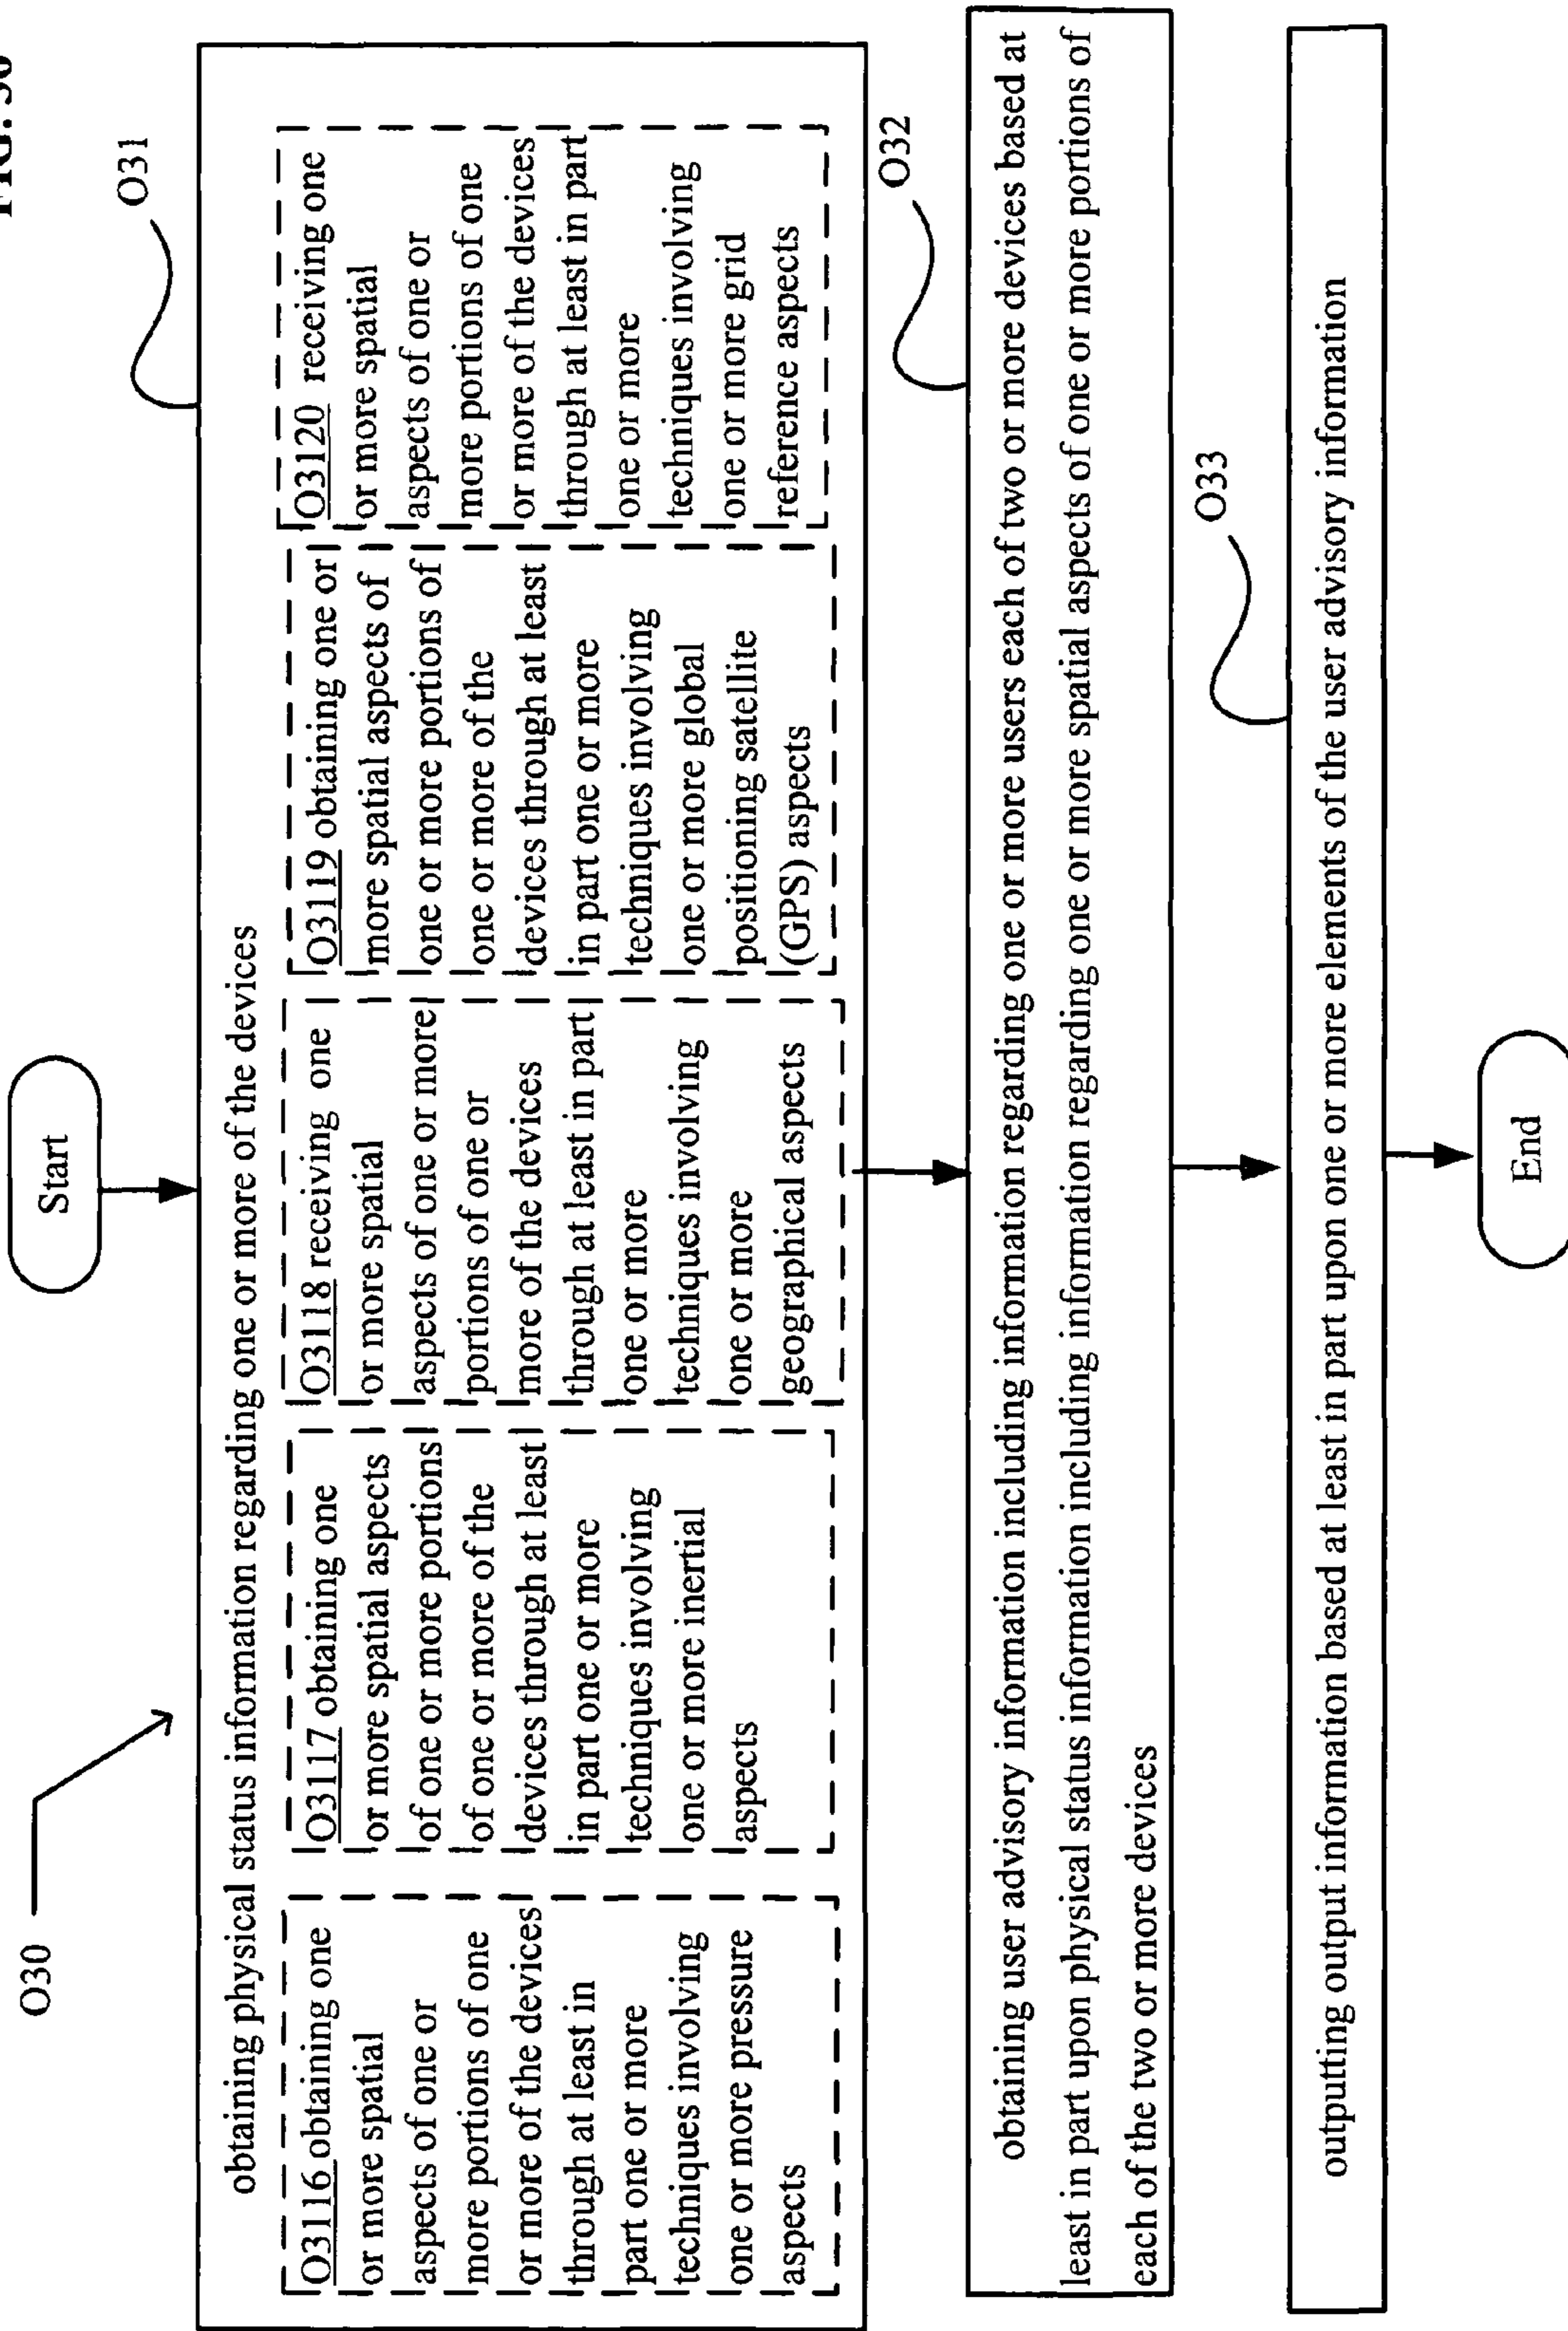 FIG.
O30
Start
O31
obtaining physical status information regarding one or more of the devices
O3116 obtaining one
or more spatial
aspects of one or
more portions of one
or more of the devices
through at least in
part one or more
techniques involving
one or more pressure
aspects
O3117 obtaining one
or more spatial aspects
of one or more portions
of one or more of the
devices through at least
in part one or more
techniques involving
one or more inertial
aspects
O3118 receiving one
or more spatial
aspects of one or more
portions of one or
more of the devices
through at least in part
one or more
techniques involving
one or more
geographical aspects
O3119 obtaining one or
more spatial aspects of
one or more portions of
one or more of the
devices through at least
in part one or more
techniques involving
one or more global
positioning satellite
(GPS) aspects
O3120 receiving one
or more spatial
aspects of one or
more portions of one
or more of the devices
through at least in part
one or more
techniques involving
one or more grid
reference aspects
O32
obtaining user advisory information including information regarding one or more users each of two or more devices based at
least in part upon physical status information including information regarding one or more spatial aspects of one or more portions of
each of the two or more devices
O33
outputing output information based at least in part upon one or more elements of the user advisory information
End